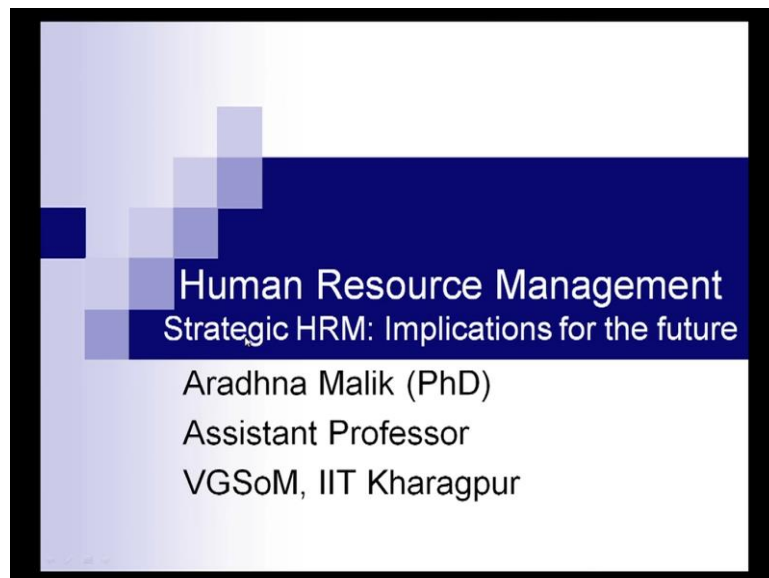 Human Resource Management
Strategic HRM: Implications for the future
Aradhna Malik (PhD)
Assistant Professor
VGSoM, IIT Kharagpur